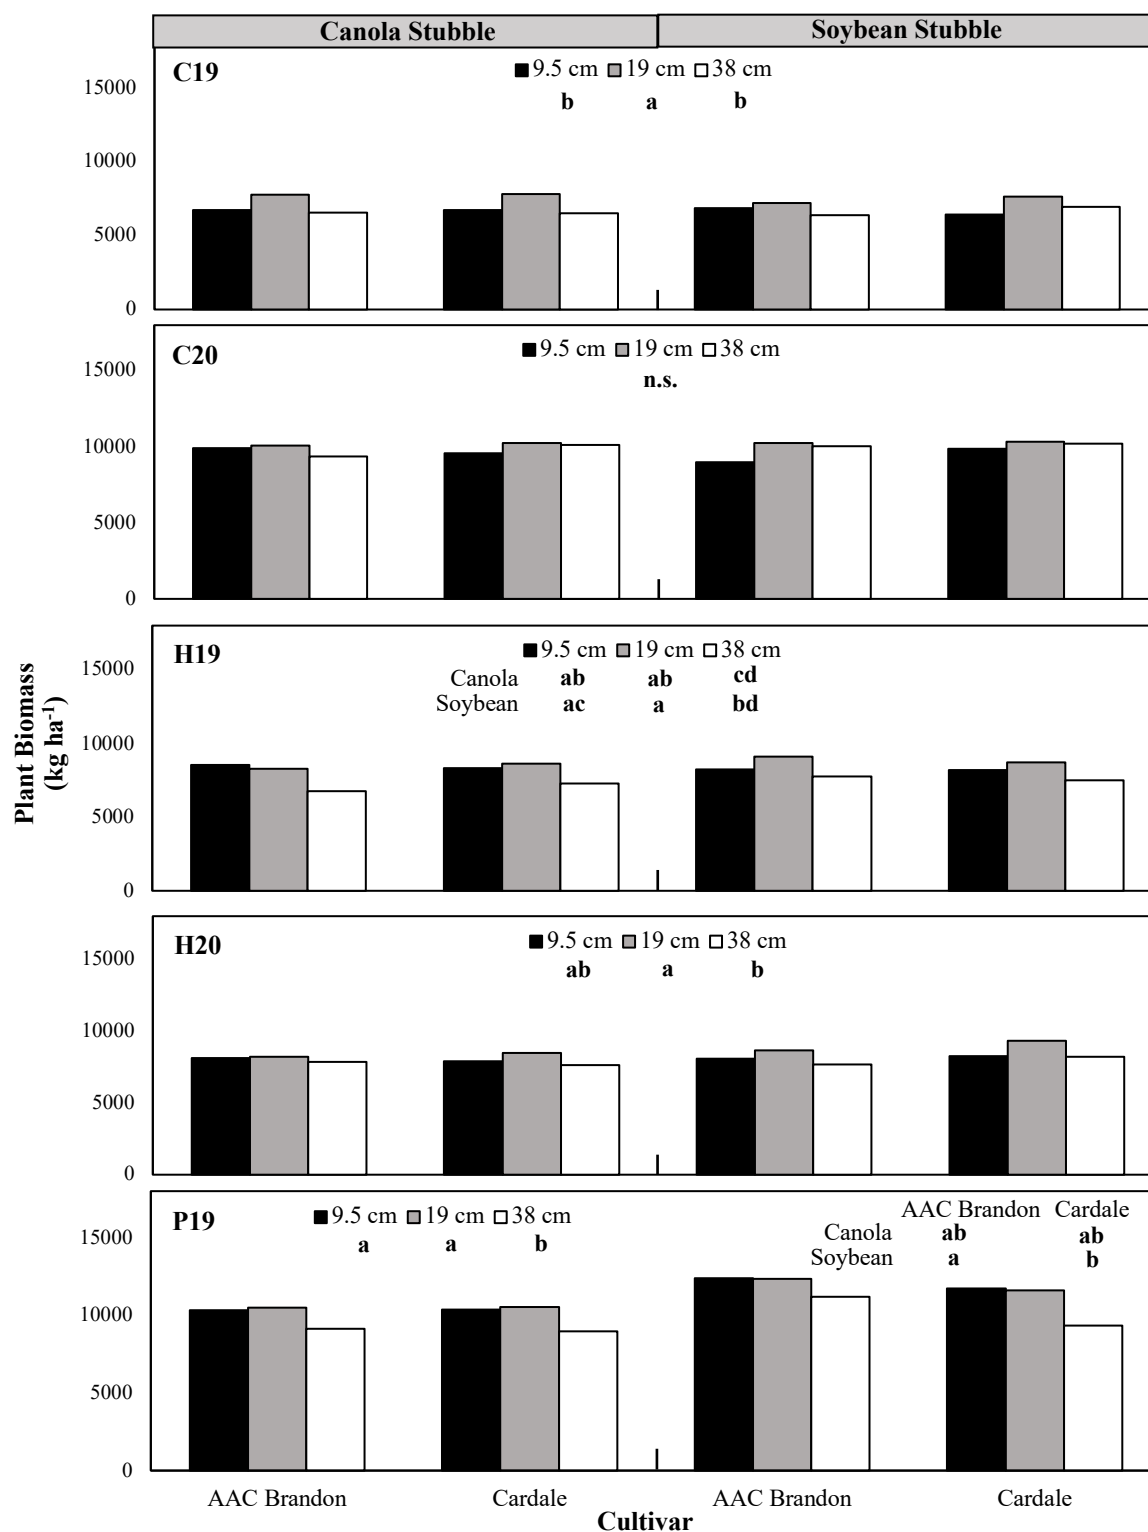 Canola Stubble Soybean Stubble
C19
9.5 cm 19 cm 38 cm
b a b
15000
10000
5000
0
C20
9.5 cm 19 cm 38 cm
n.s.
15000
10000
5000
0
H19
9.5 cm 19 cm 38 cm
Canola ab ab cd
Soybean ac a bd
15000
10000
5000
0
Plant Biomass
(kg ha-1)
H20
9.5 cm 19 cm 38 cm
ab a b
15000
10000
5000
0
P19
9.5 cm 19 cm 38 cm
a a b
AAC Brandon Cardale
Canola ab ab
Soybean a b
15000
10000
5000
0
AAC Brandon Cardale AAC Brandon Cardale
Cultivar